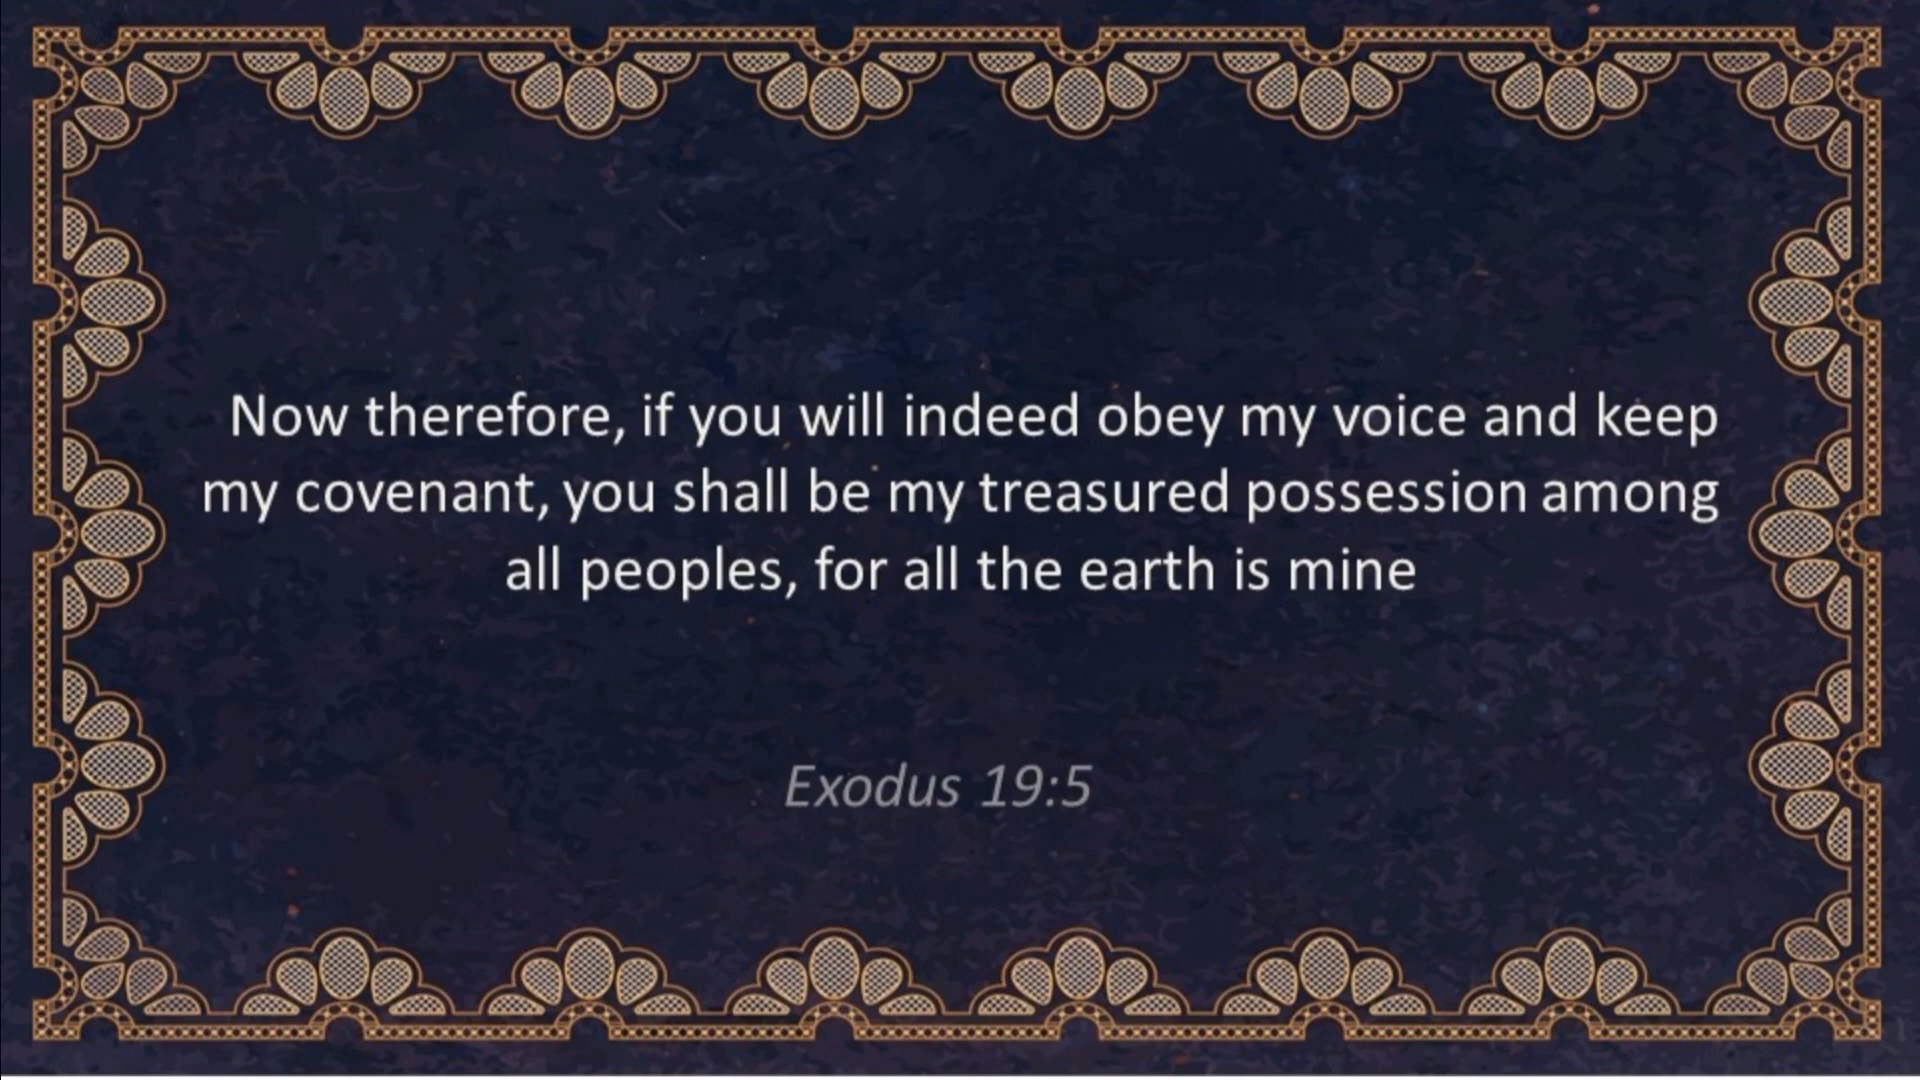 Now therefore, if you will indeed obey my voice and keep
my covenant, you shall be my treasured possession among
all peoples, for all the earth is mine
Exodus 19:5